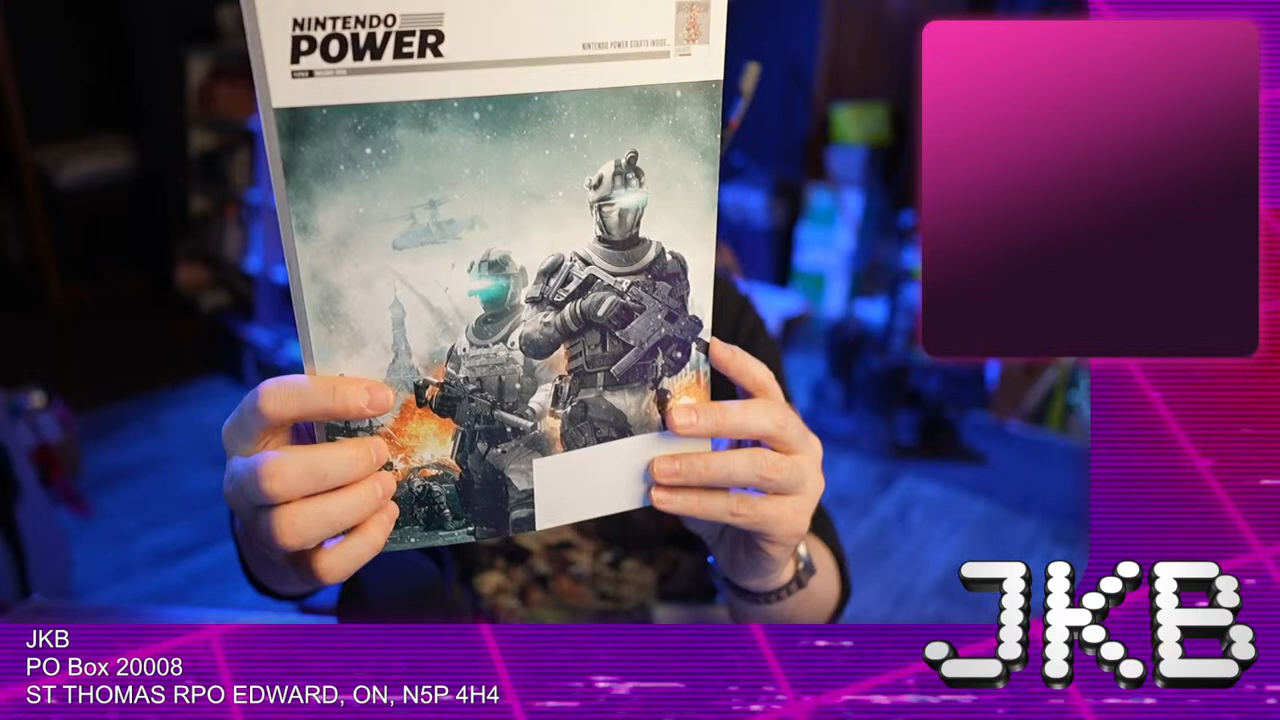 NINTENDO
POWER
NINTENDO POWER STARTS INSIDE...
JKB
JKB
PO Box 20008
ST THOMAS RPO EDWARD, ON, N5P 4H4